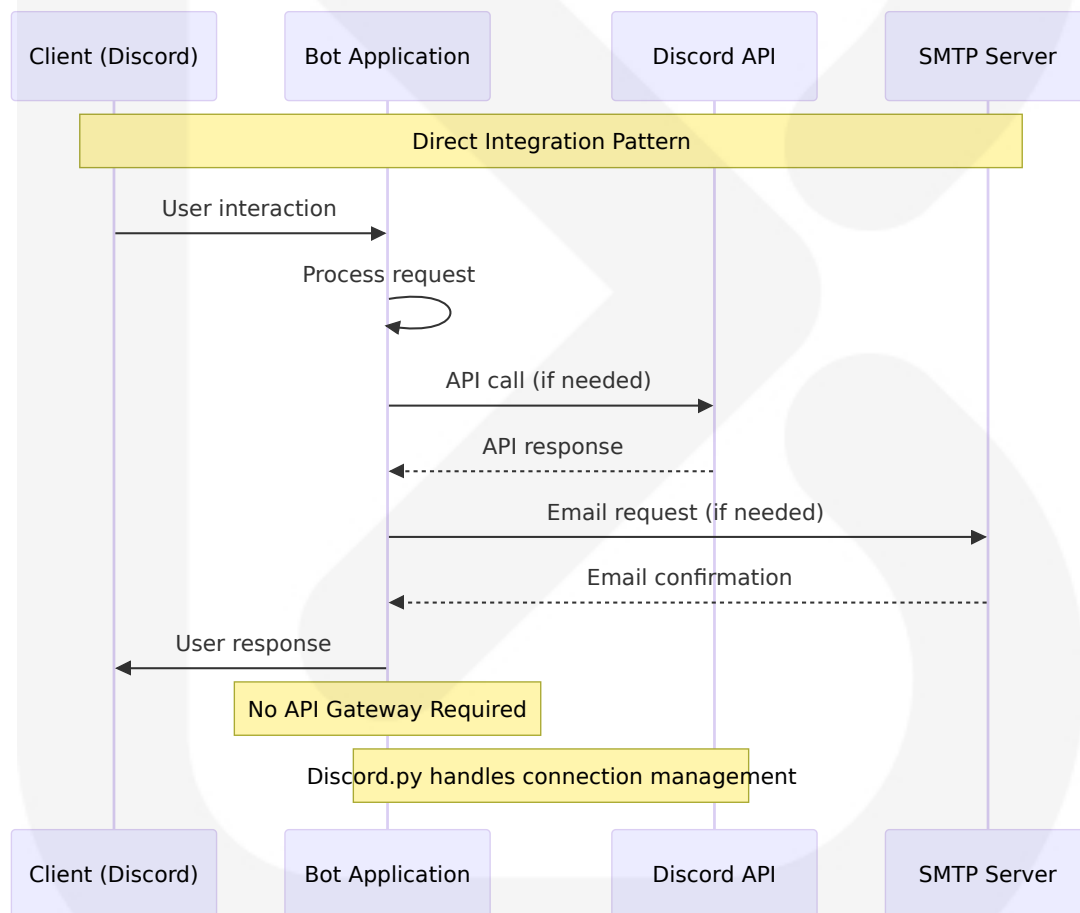 Client (Discord)
Bot Application
Discord API
SMTP Server
Direct Integration Pattern
User interaction
Process request
API call (if needed)
API response
Email request (if needed)
Email confirmation
User response
No API Gateway Required
Discord.py handles connection management
Client (Discord)
Bot Application
Discord API
SMTP Server